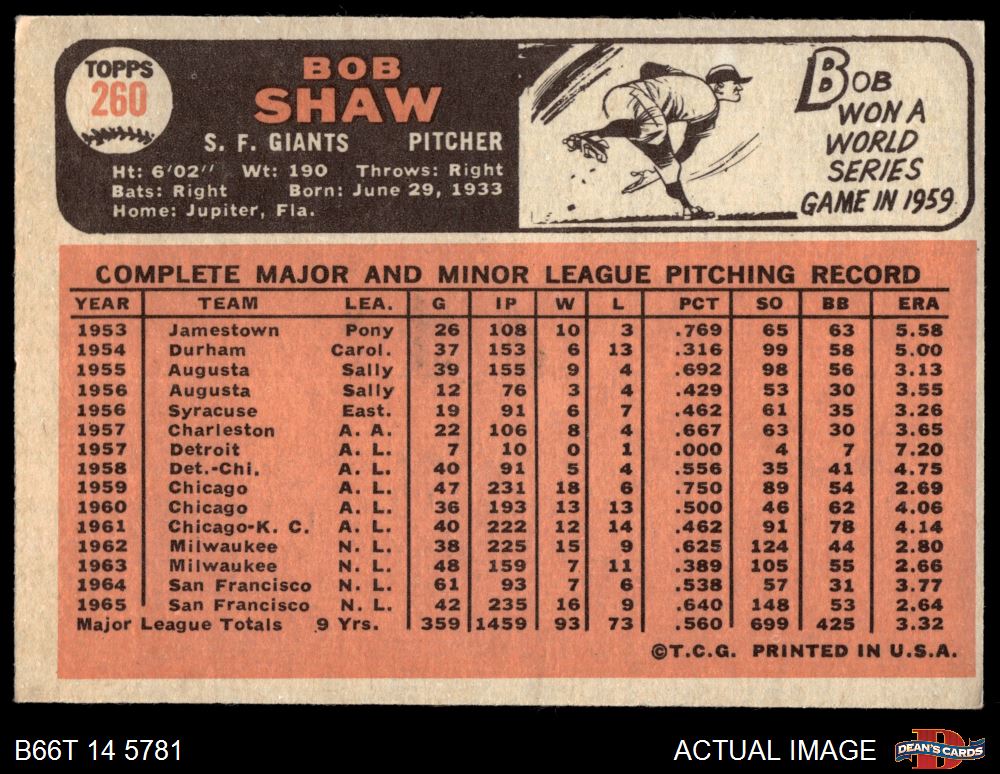 TOPPS
260
BOB
SHAW
S. F. GIANTS PITCHER
Ht: 6'02" Wt: 190 Throws: Right
Bats: Right Born: June 29, 1933
Home: Jupiter, Fla.
BOB
WON A
WORLD
SERIES
GAME IN 1959
COMPLETE MAJOR AND MINOR LEAGUE PITCHING RECORD
YEAR TEAM LEA. G IP W L PCT SO BB ERA
1953 Jamestown Pony 26 108 10 3 .769 65 63 5.58
1954 Durham Carol. 37 153 6 13 .316 99 58 5.00
1955 Augusta Sally 39 155 9 4 .692 98 56 3.13
1956 Augusta Sally 12 76 3 4 .429 53 30 3.55
1956 Syracuse East. 19 91 6 7 .462 61 35 3.26
1957 Charleston A. A. 22 106 8 4 .667 63 30 3.65
1957 Detroit A. L. 7 10 0 1 .000 4 7 7.20
1958 Det.-Chi. A. L. 40 91 5 4 .556 35 41 4.75
1959 Chicago A. L. 47 231 18 6 .750 89 54 2.69
1960 Chicago A. L. 36 193 13 13 .500 46 62 4.06
1961 Chicago-K. C. A. L. 40 222 12 14 .462 91 78 4.14
1962 Milwaukee N. L. 38 225 15 9 .625 124 44 2.80
1963 Milwaukee N. L. 48 159 7 11 .389 105 55 2.66
1964 San Francisco N. L. 61 93 7 6 .538 57 31 3.77
1965 San Francisco N. L. 42 235 16 9 .640 148 53 2.64
Major League Totals 9 Yrs. 359 1459 93 73 .560 699 425 3.32
©T.C.G. PRINTED IN U.S.A.
B66T 14 5781 ACTUAL IMAGE DEAN'S CARDS